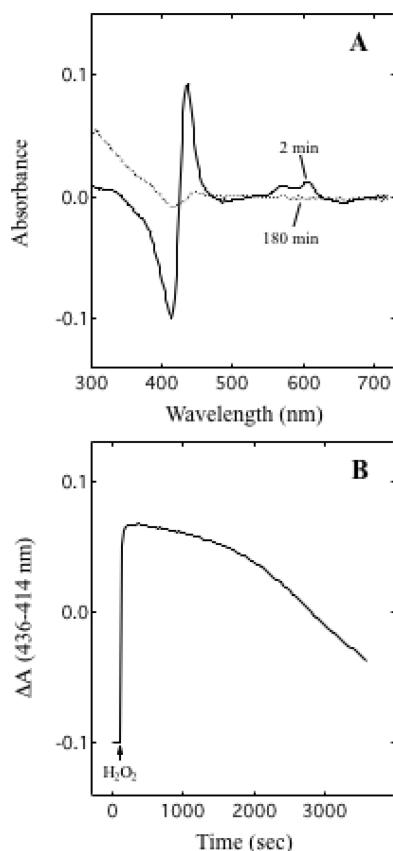 A
0.1
2 min
0.0
180 min
-0.1
Absorbance
300 400 500 600 700
Wavelength (nm)
B
0.1
0.0
-0.1
ΔA (436-414 nm)
H₂O₂
0 1000 2000 3000
Time (sec)